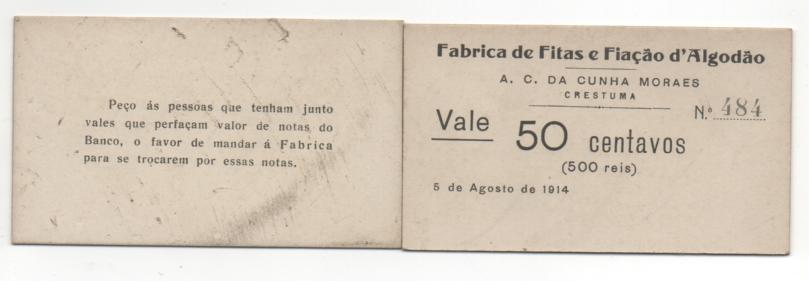 Peço ás pessoas que tenham junto
vales que perfaçam valor de notas do
Banco, o favor de mandar á Fabrica
para se trocarem por essas notas.
Fabrica de Fitas e Fiação d'Algodão
A. C. DA CUNHA MORAES
CRESTUMA
N.º 484
Vale 50 centavos
(500 reis)
5 de Agosto de 1914